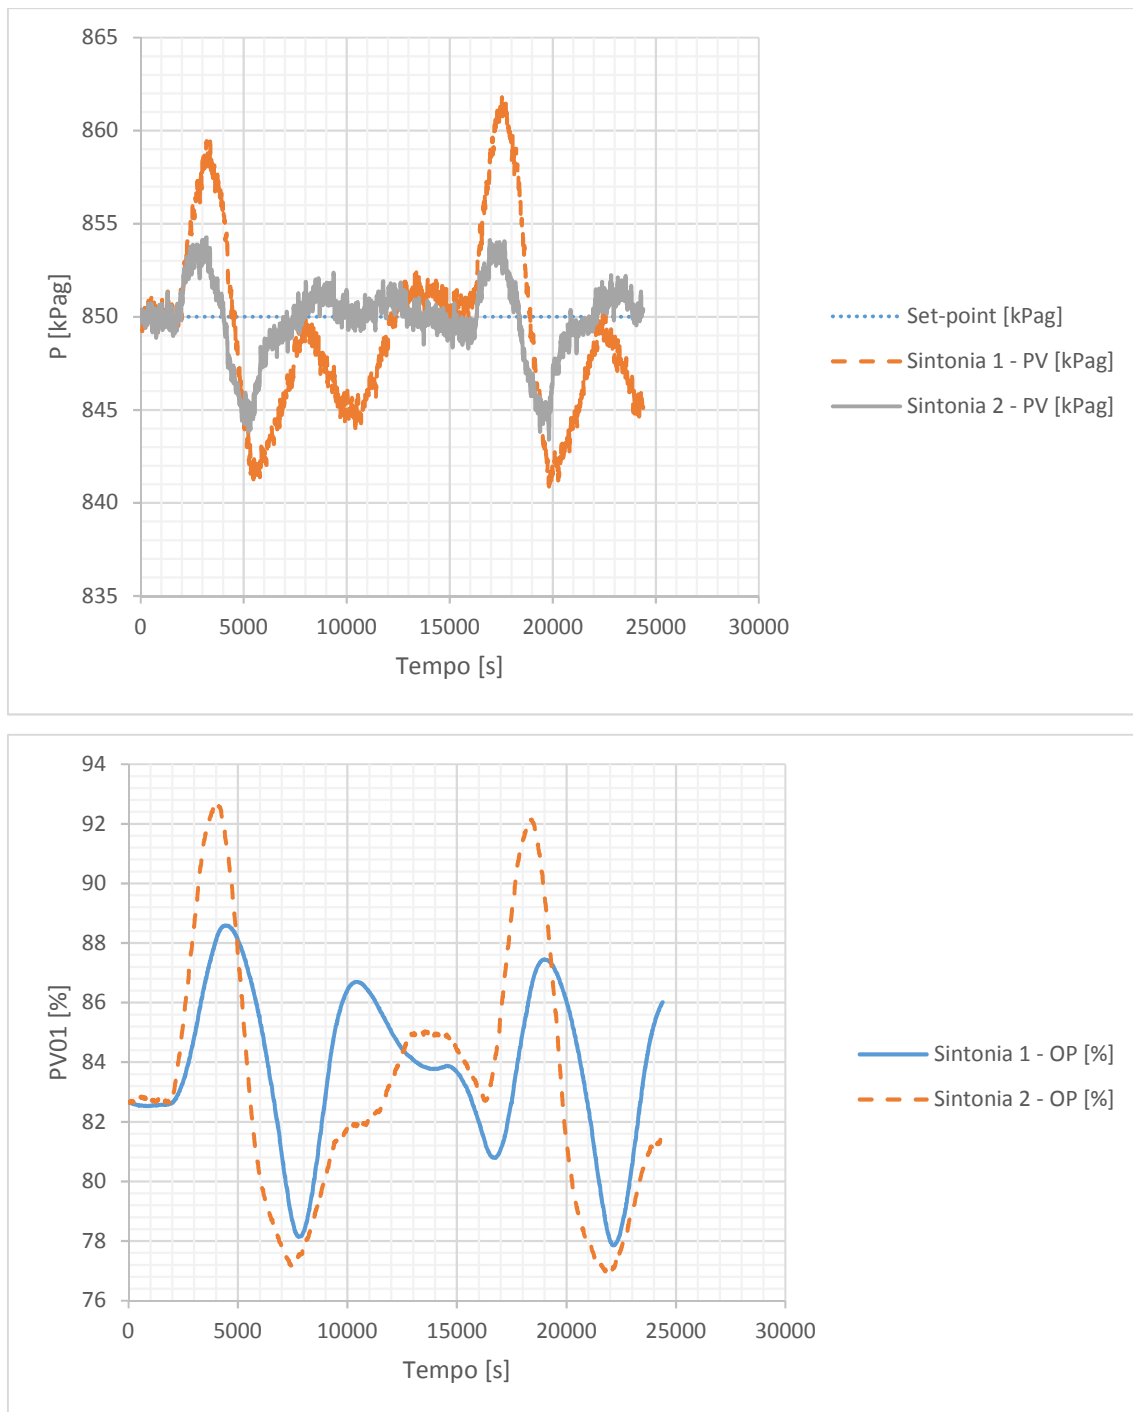 865
860
855
850
845
840
835
P [kPag]
0 5000 10000 15000 20000 25000 30000
Tempo [s]
Set-point [kPag]
Sintonia 1 - PV [kPag]
Sintonia 2 - PV [kPag]
94
92
90
88
86
84
82
80
78
76
PV01 [%]
0 5000 10000 15000 20000 25000 30000
Tempo [s]
Sintonia 1 - OP [%]
Sintonia 2 - OP [%]